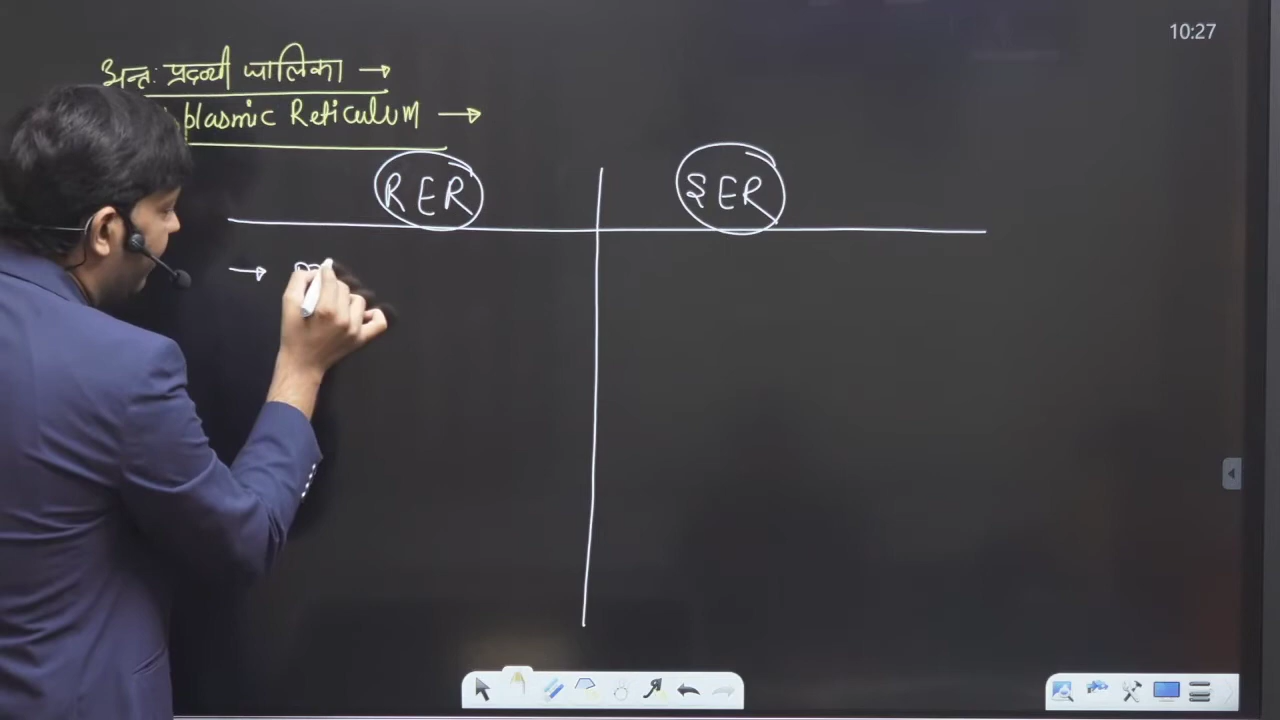 10:27
अन्त: प्रद्रव्यी जालिका →
plasmic Reticulum →
RER SER
→